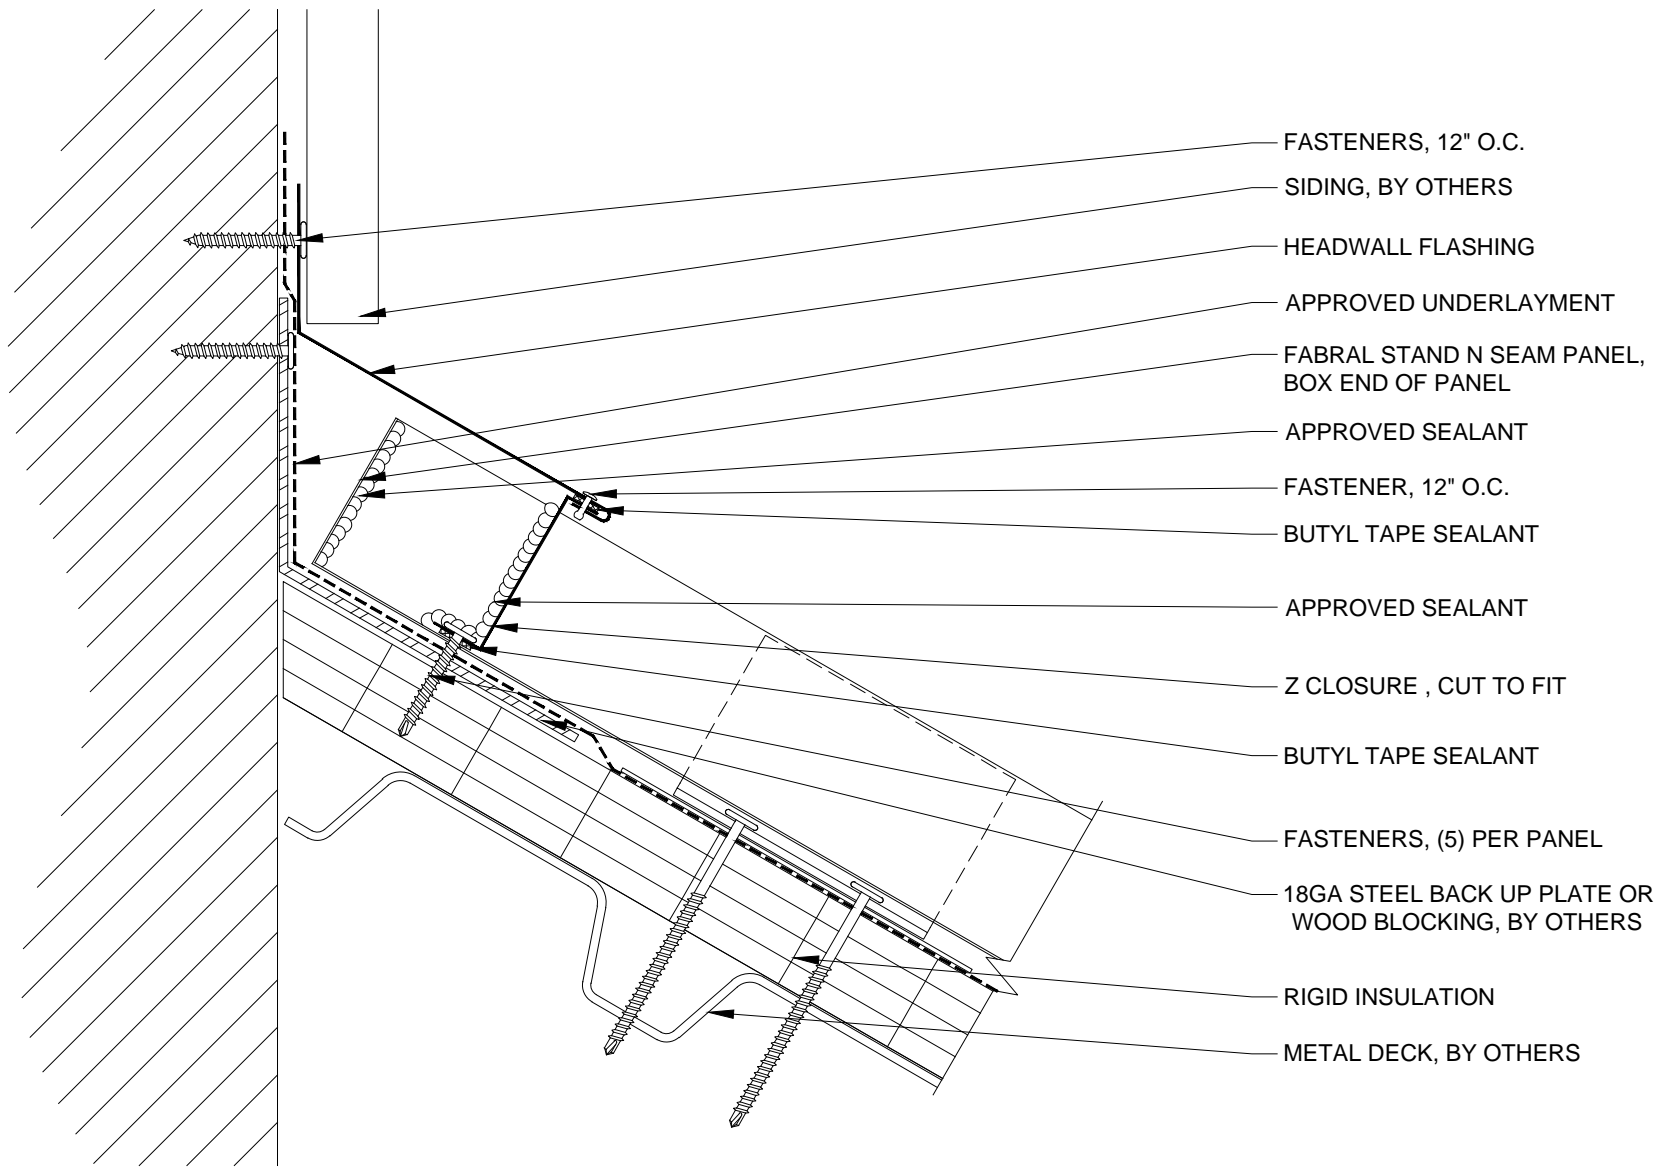 FASTENERS, 12" O.C.
SIDING, BY OTHERS
HEADWALL FLASHING
APPROVED UNDERLAYMENT
FABRAL STAND N SEAM PANEL,
BOX END OF PANEL
APPROVED SEALANT
FASTENER, 12" O.C.
BUTYL TAPE SEALANT
APPROVED SEALANT
Z CLOSURE , CUT TO FIT
BUTYL TAPE SEALANT
FASTENERS, (5) PER PANEL
18GA STEEL BACK UP PLATE OR
WOOD BLOCKING, BY OTHERS
RIGID INSULATION
METAL DECK, BY OTHERS